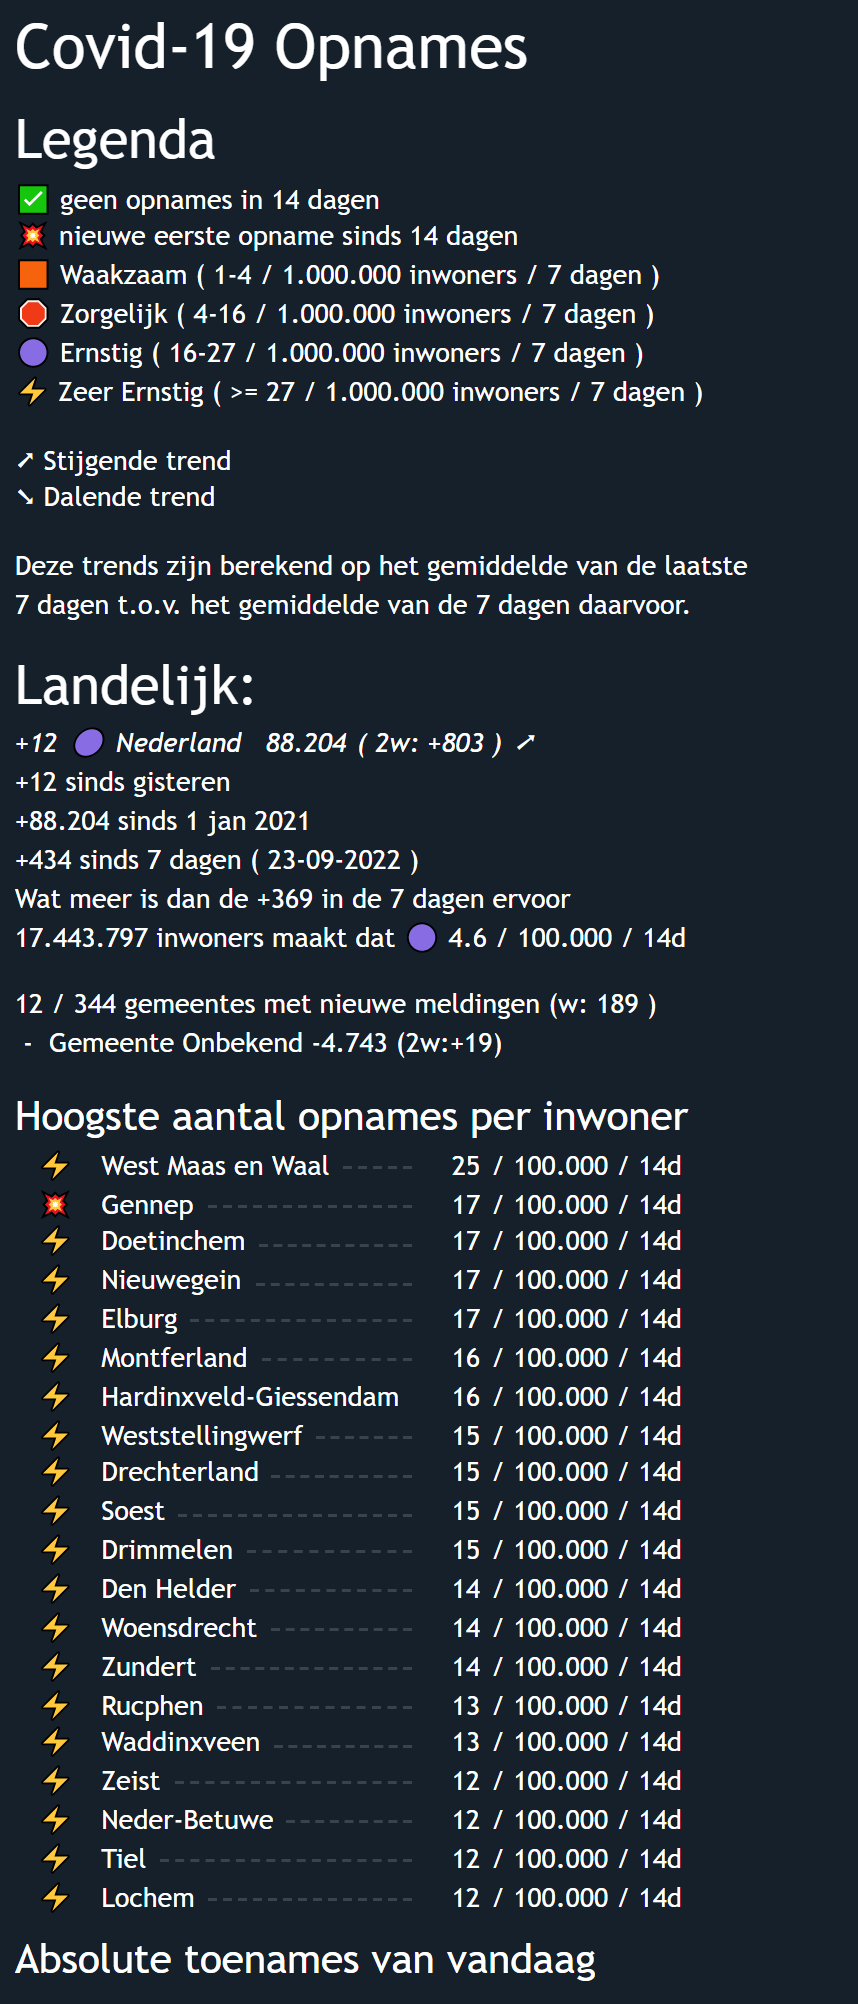 Covid-19 Opnames
Legenda
✅ geen opnames in 14 dagen
💥 nieuwe eerste opname sinds 14 dagen
🟧 Waakzaam ( 1-4 / 1.000.000 inwoners / 7 dagen )
🛑 Zorgelijk ( 4-16 / 1.000.000 inwoners / 7 dagen )
🟣 Ernstig ( 16-27 / 1.000.000 inwoners / 7 dagen )
⚡ Zeer Ernstig ( >= 27 / 1.000.000 inwoners / 7 dagen )
➚ Stijgende trend
➘ Dalende trend
Deze trends zijn berekend op het gemiddelde van de laatste
7 dagen t.o.v. het gemiddelde van de 7 dagen daarvoor.
Landelijk:
+12 🟣 Nederland 88.204 ( 2w: +803 ) ➚
+12 sinds gisteren
+88.204 sinds 1 jan 2021
+434 sinds 7 dagen ( 23-09-2022 )
Wat meer is dan de +369 in de 7 dagen ervoor
17.443.797 inwoners maakt dat 🟣 4.6 / 100.000 / 14d
12 / 344 gemeentes met nieuwe meldingen (w: 189 )
- Gemeente Onbekend -4.743 (2w:+19)
Hoogste aantal opnames per inwoner
⚡ West Maas en Waal ----- 25 / 100.000 / 14d
💥 Gennep -------------- 17 / 100.000 / 14d
⚡ Doetinchem ----------- 17 / 100.000 / 14d
⚡ Nieuwegein ----------- 17 / 100.000 / 14d
⚡ Elburg --------------- 17 / 100.000 / 14d
⚡ Montferland ---------- 16 / 100.000 / 14d
⚡ Hardinxveld-Giessendam 16 / 100.000 / 14d
⚡ Weststellingwerf ------- 15 / 100.000 / 14d
⚡ Drechterland ---------- 15 / 100.000 / 14d
⚡ Soest ---------------- 15 / 100.000 / 14d
⚡ Drimmelen ----------- 15 / 100.000 / 14d
⚡ Den Helder ----------- 14 / 100.000 / 14d
⚡ Woensdrecht ---------- 14 / 100.000 / 14d
⚡ Zundert -------------- 14 / 100.000 / 14d
⚡ Rucphen ------------- 13 / 100.000 / 14d
⚡ Waddinxveen --------- 13 / 100.000 / 14d
⚡ Zeist ---------------- 12 / 100.000 / 14d
⚡ Neder-Betuwe --------- 12 / 100.000 / 14d
⚡ Tiel ----------------- 12 / 100.000 / 14d
⚡ Lochem -------------- 12 / 100.000 / 14d
Absolute toenames van vandaag